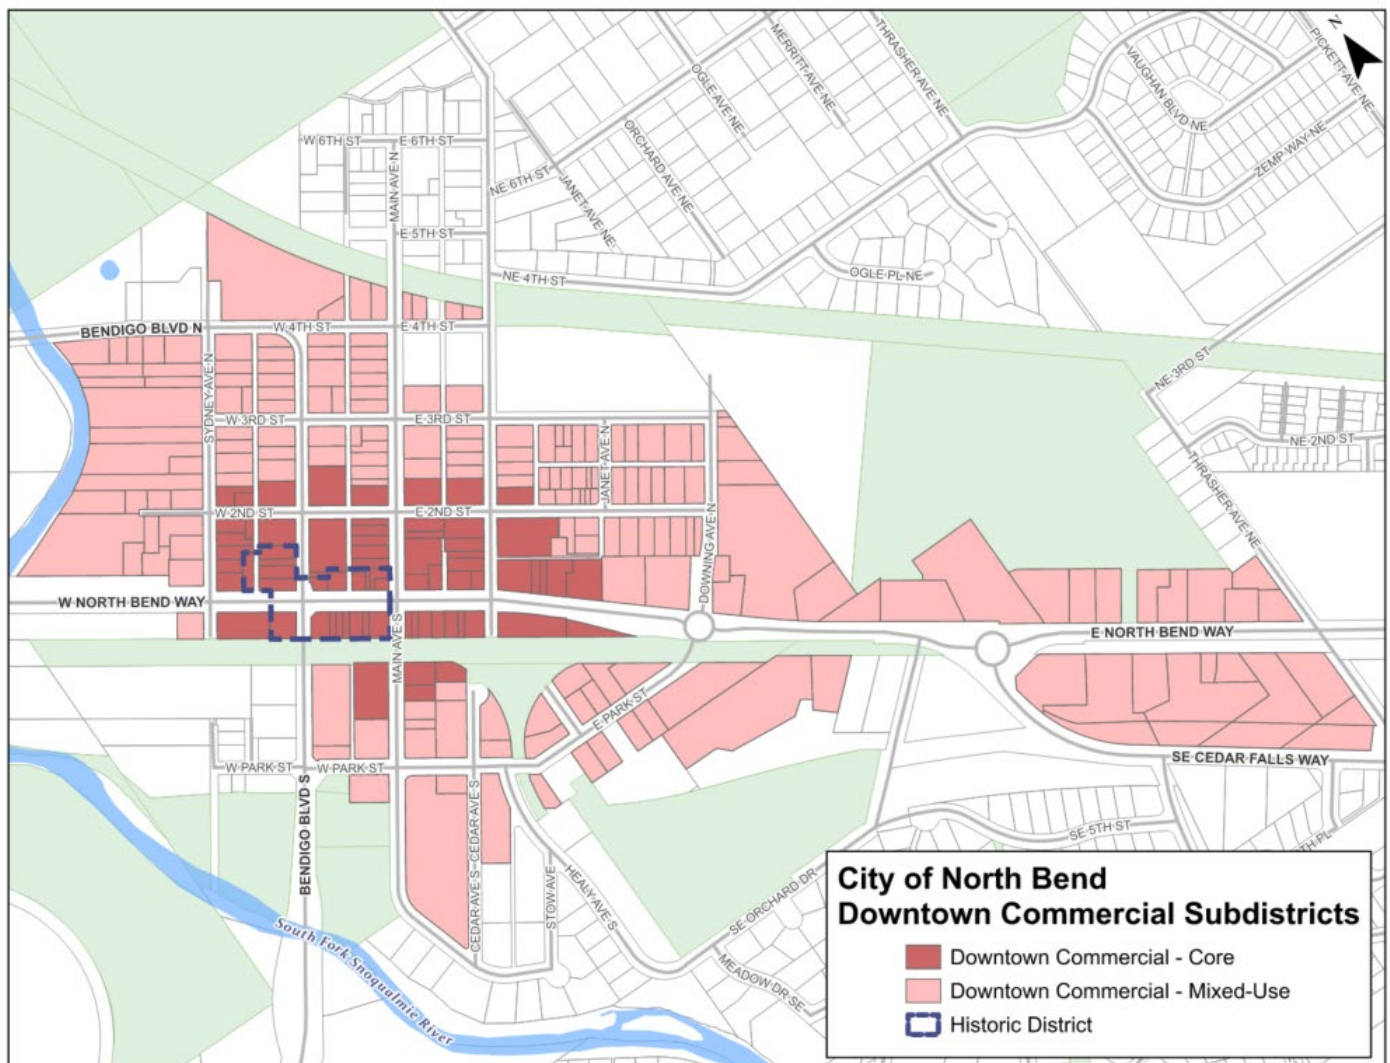 N
PICKETT AVE NE
THRASHER AVE NE
MERRITT AVE NE
OGLE AVE NE
VAUGHAN BLVD NE
ZEMP WAY NE
ORCHARD AVE NE
W 6TH ST
E 6TH ST
MAIN AVE N
NE 6TH ST
JANET AVE NE
E 5TH ST
NE 4TH ST
OGLE PL NE
BENDIGO BLVD N
W 4TH ST
E 4TH ST
SYDNEY AVE N
NE 3RD ST
W 3RD ST
E 3RD ST
JANET AVE N
NE 2ND ST
THRASHER AVE NE
W 2ND ST
E 2ND ST
DOWNING AVE N
W NORTH BEND WAY
E NORTH BEND WAY
MAIN AVE S
E PARK ST
W PARK ST
W PARK ST
SE CEDAR FALLS WAY
BENDIGO BLVD S
CEDAR AVE S
CEDAR AVE S
STOW AVE
HEALY AVE S
SE 5TH ST
TH PL
SE ORCHARD DR
MEADOW DR SE
South Fork Snoqualmie River
City of North Bend
Downtown Commercial Subdistricts
Downtown Commercial - Core
Downtown Commercial - Mixed-Use
Historic District